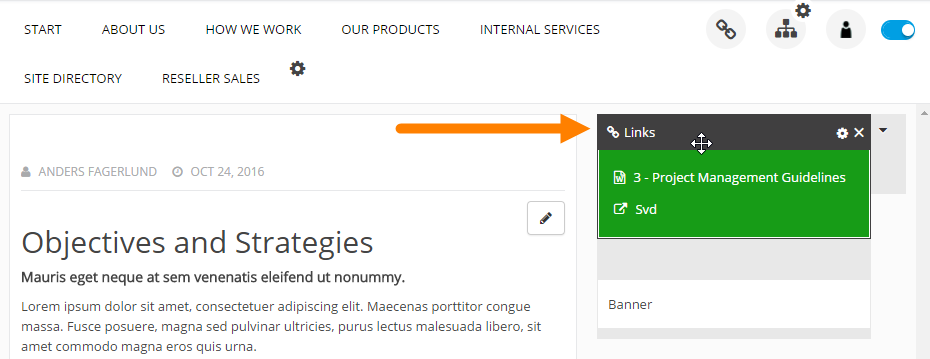 START ABOUT US HOW WE WORK OUR PRODUCTS INTERNAL SERVICES
SITE DIRECTORY RESELLER SALES
Links
3 - Project Management Guidelines
Svd
Banner
ANDERS FAGERLUND OCT 24, 2016
Objectives and Strategies
Mauris eget neque at sem venenatis eleifend ut nonummy.
Lorem ipsum dolor sit amet, consectetuer adipiscing elit. Maecenas porttitor congue
massa. Fusce posuere, magna sed pulvinar ultricies, purus lectus malesuada libero, sit
amet commodo magna eros quis urna.